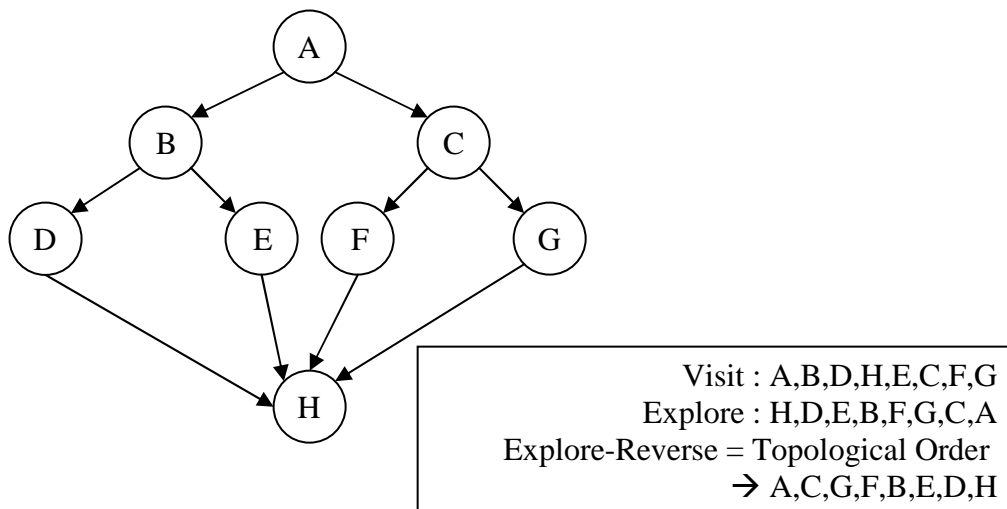 A
B
C
D
E
F
G
H
Visit : A,B,D,H,E,C,F,G
Explore : H,D,E,B,F,G,C,A
Explore-Reverse = Topological Order
→ A,C,G,F,B,E,D,H